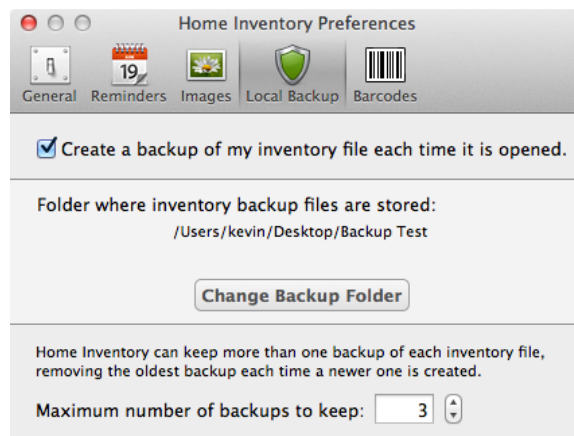 Home Inventory Preferences
19
General Reminders Images Local Backup Barcodes
Create a backup of my inventory file each time it is opened.
Folder where inventory backup files are stored:
/Users/kevin/Desktop/Backup Test
Change Backup Folder
Home Inventory can keep more than one backup of each inventory file,
removing the oldest backup each time a newer one is created.
Maximum number of backups to keep: 3